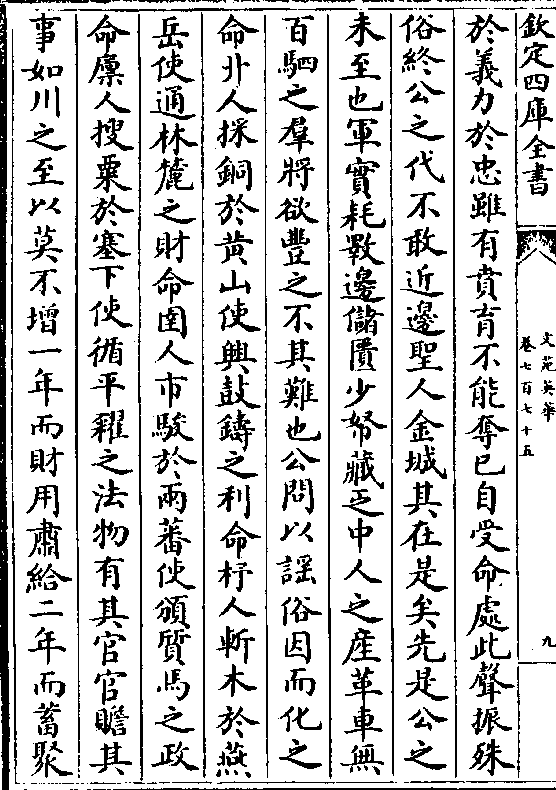 欽定四庫全書
文苑英華
卷七百七十五
九
於義力於忠雖有賁育不能奪已自受命處此聲振殊
俗終公之代不敢近邊聖人金城其在是矣先是公之
未至也軍實耗斁邊儲匱少帑藏乏中人之産革車無
百駟之羣將欲豐之不其難也公問以謡俗因而化之
命丱人採銅於黄山使興鼓鑄之利命杼人斬木於燕
岳使通林麓之財命圉人市駿於兩蕃使頒質馬之政
命廪人搜粟於塞下使循平糴之法物有其官官瞻其
事如川之至以莫不增一年而財用肅給二年而蓄聚